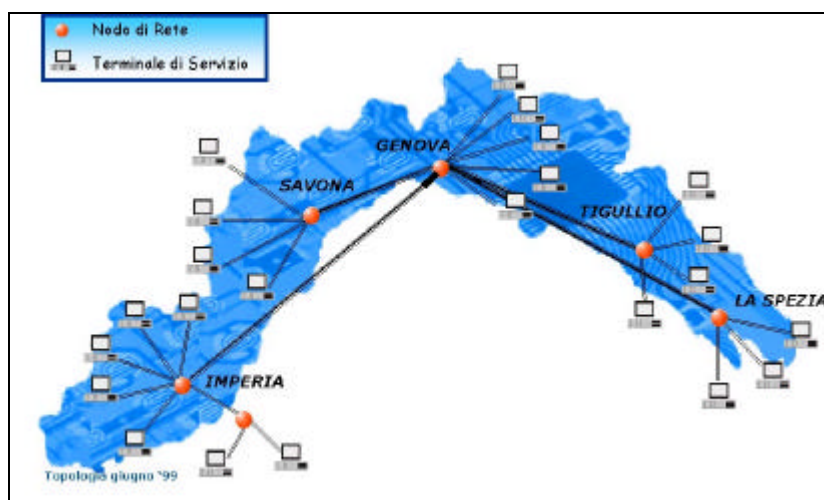 Nodo di Rete
Terminale di Servizio
GENOVA
SAVONA
TIGULLIO
LA SPEZIA
IMPERIA
Topologia giugno '99